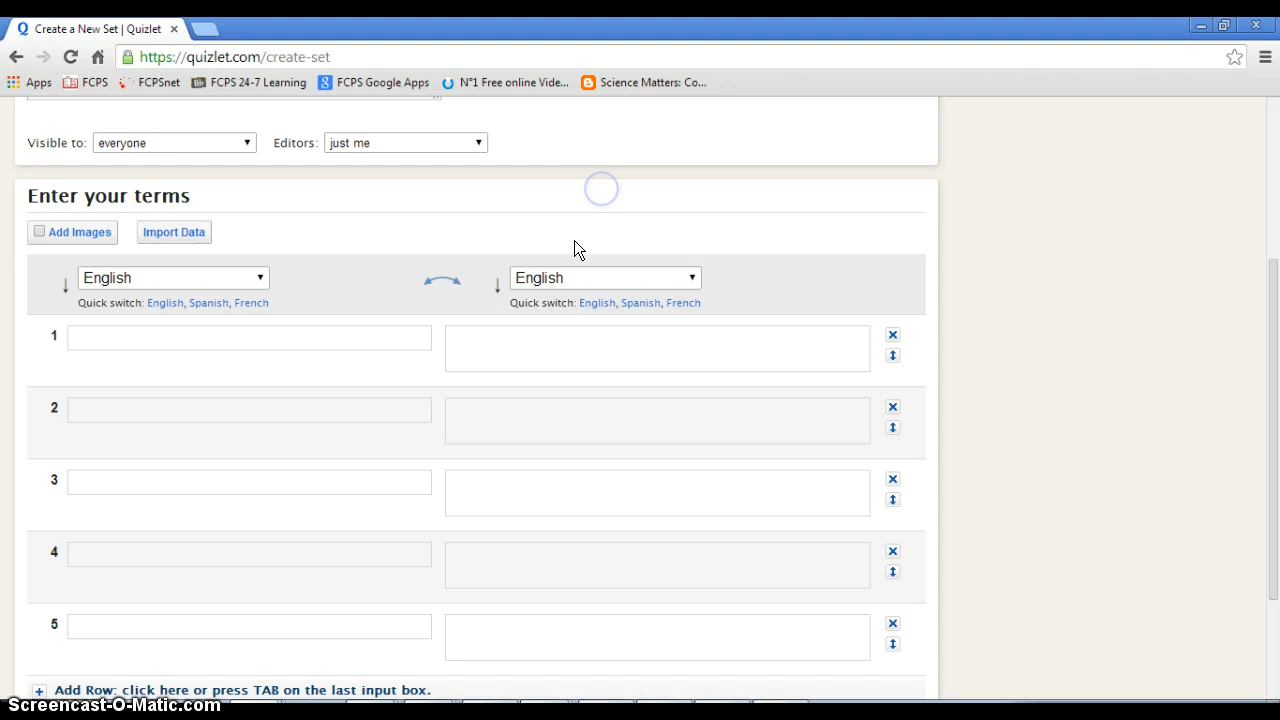 Create a New Set | Quizlet
https://quizlet.com/create-set
Apps FCPS FCPSnet FCPS 24-7 Learning FCPS Google Apps N°1 Free online Vide... Science Matters: Co...
Visible to: everyone Editors: just me
Enter your terms
Add Images Import Data
English English
Quick switch: English, Spanish, French Quick switch: English, Spanish, French
1
2
3
4
5
Add Row: click here or press TAB on the last input box.
Screencast-O-Matic.com